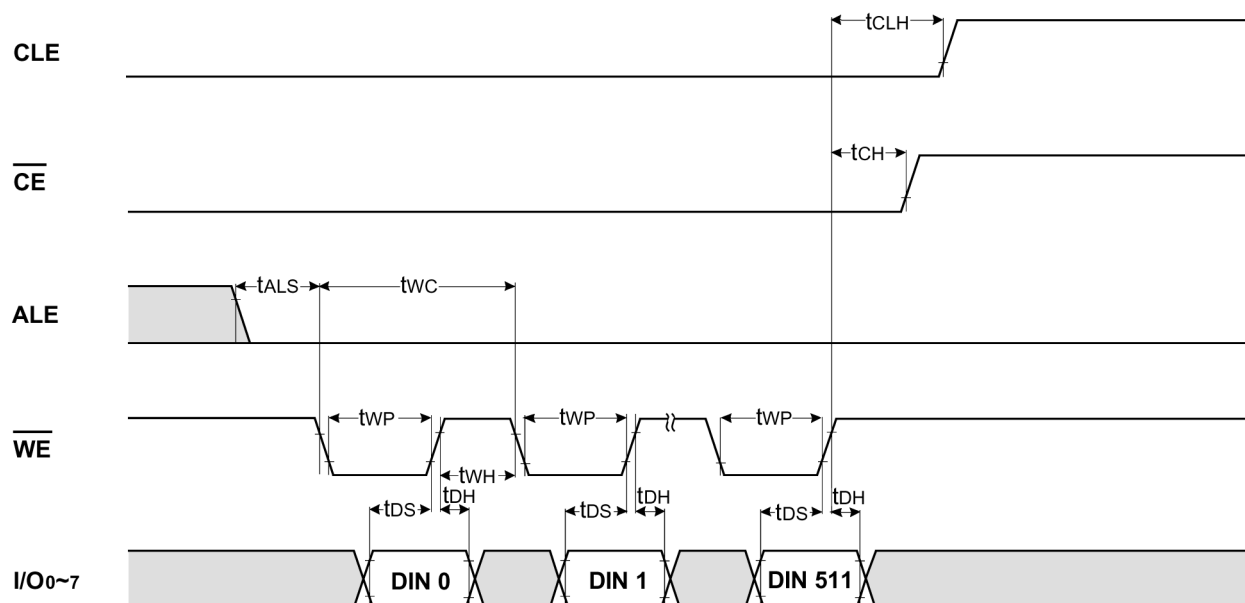 CLE
tCLH
CE
tCH
ALE
tALS
tWC
WE
tWP
tWP
tWP
tWH
tDS
tDH
tDS
tDH
tDS
tDH
I/O0~7
DIN 0
DIN 1
DIN 511